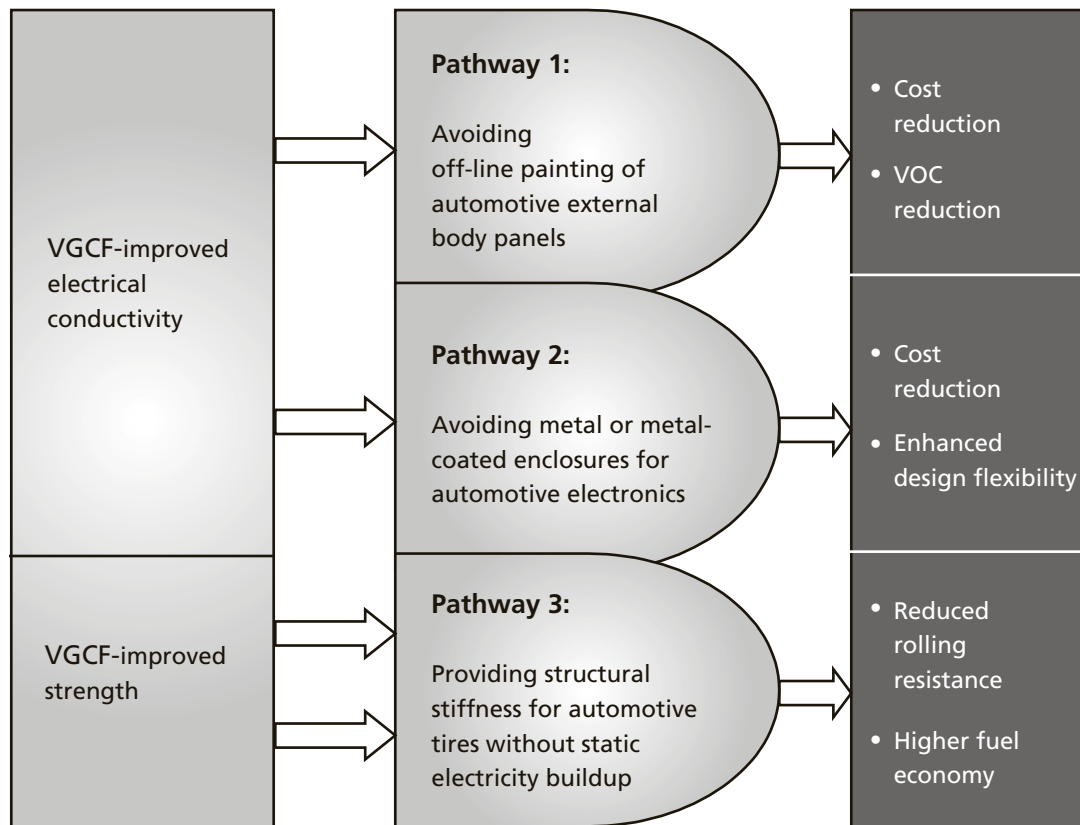 VGCF-improved
electrical
conductivity
VGCF-improved
strength
Pathway 1:
Avoiding
off-line painting of
automotive external
body panels
Pathway 2:
Avoiding metal or metal-
coated enclosures for
automotive electronics
Pathway 3:
Providing structural
stiffness for automotive
tires without static
electricity buildup
• Cost
reduction
• VOC
reduction
• Cost
reduction
• Enhanced
design flexibility
• Reduced
rolling
resistance
• Higher fuel
economy